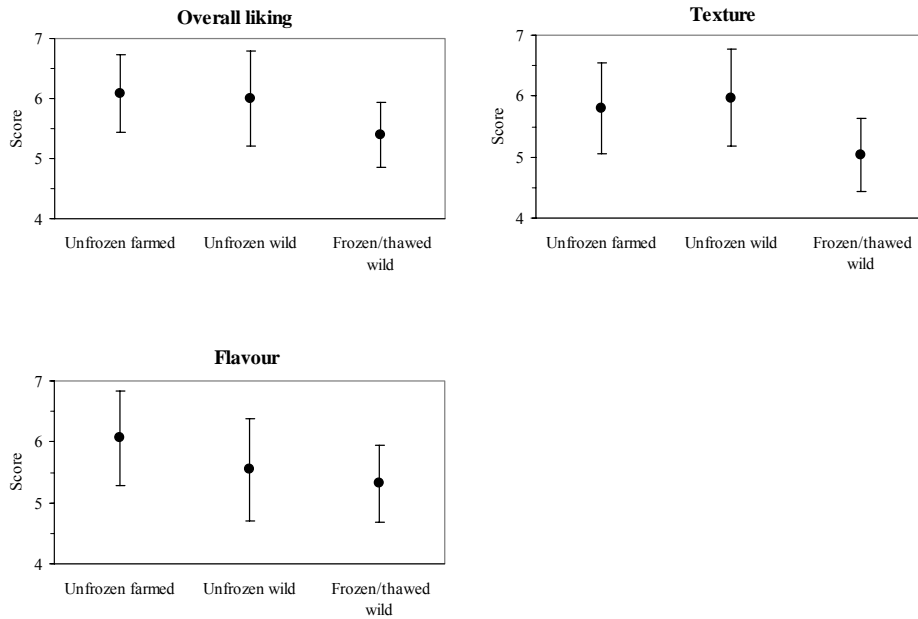 Overall liking
7
6
5
4
Score
Unfrozen farmed
Unfrozen wild
Frozen/thawed
wild
Texture
7
6
5
4
Score
Unfrozen farmed
Unfrozen wild
Frozen/thawed
wild
Flavour
7
6
5
4
Score
Unfrozen farmed
Unfrozen wild
Frozen/thawed
wild